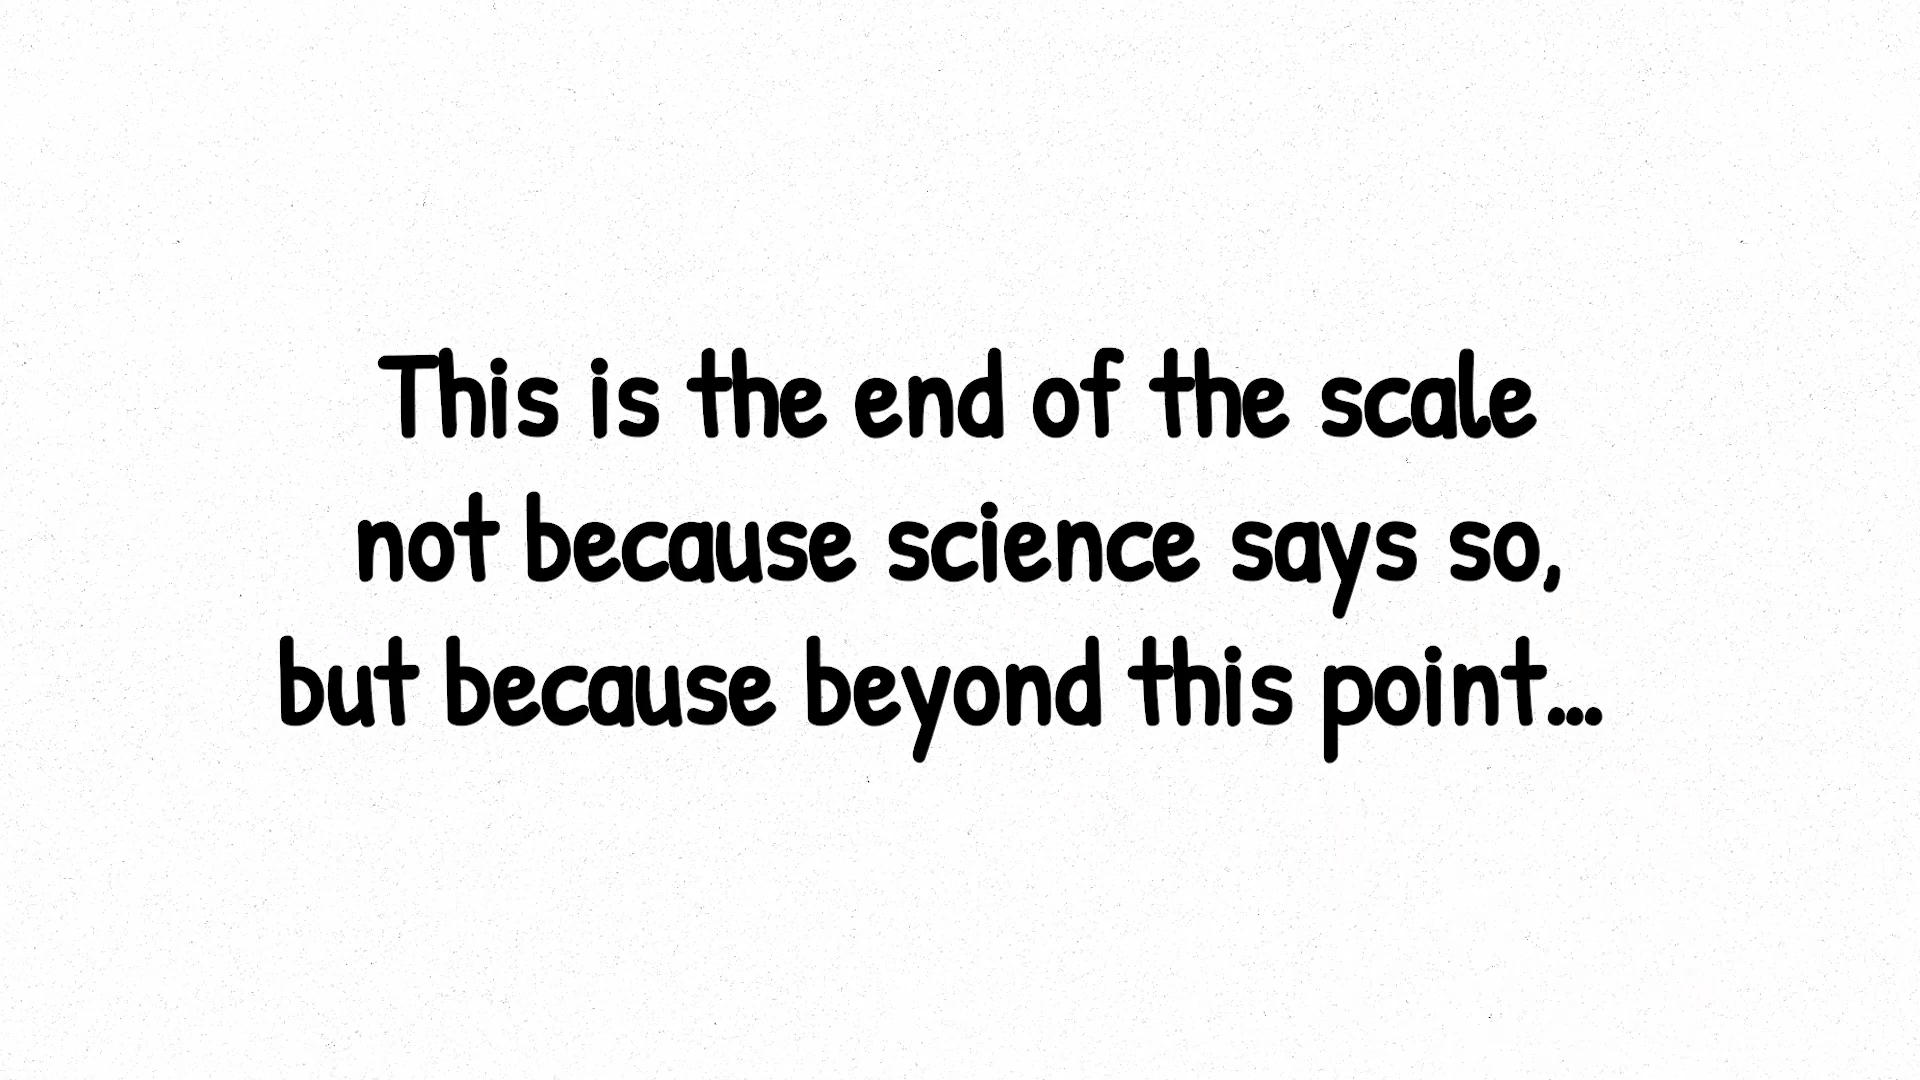 This is the end of the scale
not because science says so,
but because beyond this point...